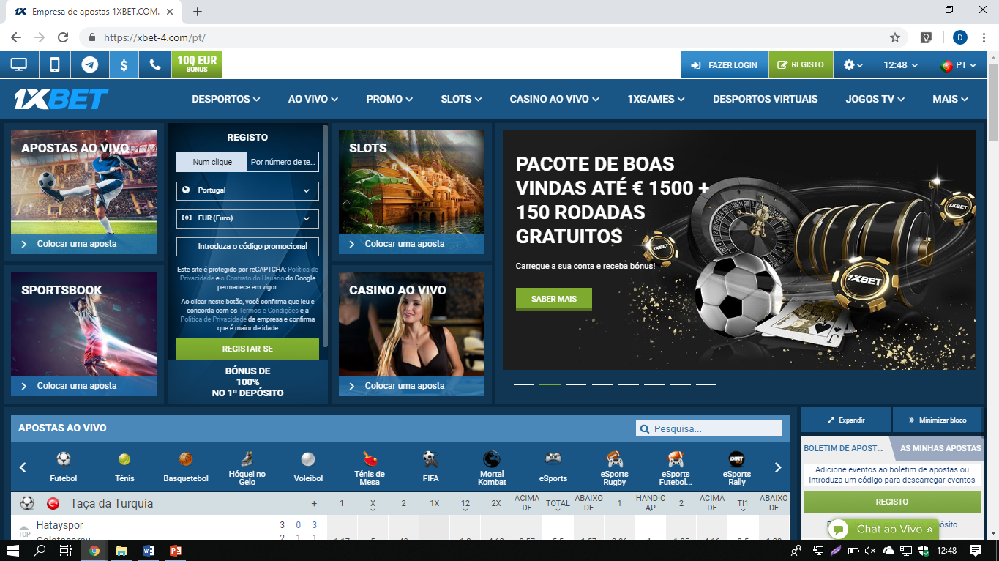 Empresa de apostas 1XBET.COM.
https://xbet-4.com/pt/
100 EUR
BONUS
FAZER LOGIN
REGISTO
12:48
PT
1XBET
DESPORTOS
AO VIVO
PROMO
SLOTS
CASINO AO VIVO
1XGAMES
DESPORTOS VIRTUAIS
JOGOS TV
MAIS
APOSTAS AO VIVO
Colocar uma aposta
SPORTSBOOK
Colocar uma aposta
REGISTO
Num clique
Por número de te...
Portugal
EUR (Euro)
Introduza o código promocional
Este site é protegido por reCAPTCHA; Política de
Privacidade e o Contrato do Usuário do Google
permanece em vigor.
Ao clicar neste botão, você confirma que leu e
concorda com os Termos e Condições e a
Política de Privacidade da empresa e confirma
que é maior de idade
REGISTAR-SE
BÓNUS DE
100%
NO 1º DEPÓSITO
SLOTS
Colocar uma aposta
CASINO AO VIVO
Colocar uma aposta
PACOTE DE BOAS
VINDAS ATÉ € 1500 +
150 RODADAS
GRATUITOS
Carregue a sua conta e receba bónus!
SABER MAIS
1XBET
1XBET
1XBET
J
APOSTAS AO VIVO
Pesquisa...
Futebol
Ténis
Basquetebol
Hóquei no
Gelo
Voleibol
Ténis de
Mesa
FIFA
Mortal
Kombat
eSports
eSports
Rugby
eSports
Futebol...
DIRT
eSports
Rally
Taça da Turquia
+ 1 X 2 1X 12 2X ACIMA DE TOTAL ABAIXO DE 1 HANDIC AP 2 ACIMA DE TI1 ABAIXO DE
TOP
Hatayspor 3 0 3
Expandir
Minimizar bloco
BOLETIM DE APOST...
AS MINHAS APOSTAS
Adicione eventos ao boletim de apostas ou
introduza um código para descarregar eventos
REGISTO
Chat ao Vivo
D
12:48